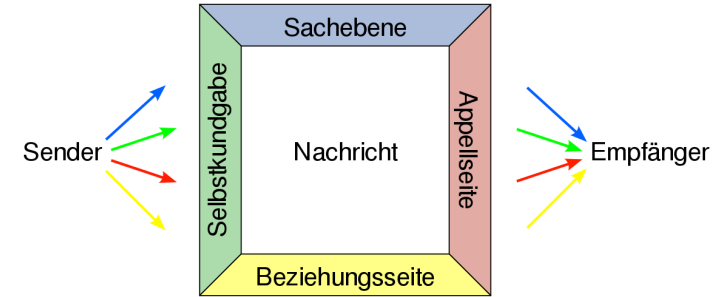 Sachebene
Selbstkundgabe
Appellseite
Sender
Nachricht
Empfänger
Beziehungsseite